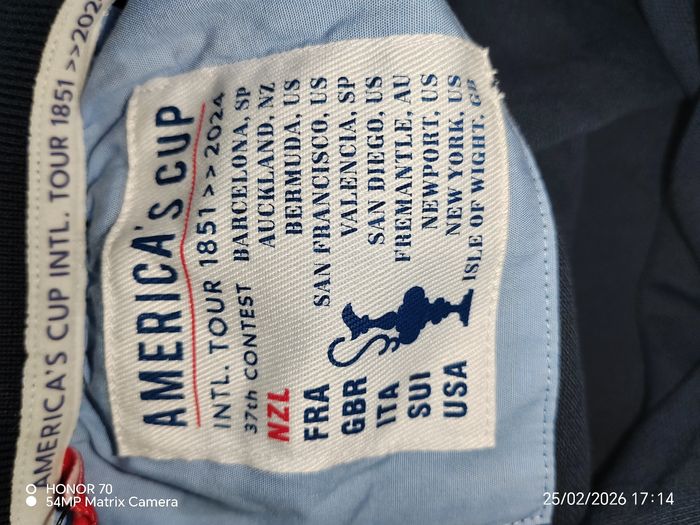 AMERICA'S CUP INTL. TOUR 1851 >>2024
AMERICA'S CUP
INTL. TOUR 1851 >>2024
37th CONTEST
BARCELONA, SP
AUCKLAND, NZ
BERMUDA, US
SAN FRANCISCO, US
VALENCIA, SP
SAN DIEGO, US
FREMANTLE, AU
NEWPORT, US
NEW YORK, US
ISLE OF WIGHT, GB
NZL
FRA
GBR
ITA
SUI
USA
HONOR 70
54MP Matrix Camera
25/02/2026 17:14